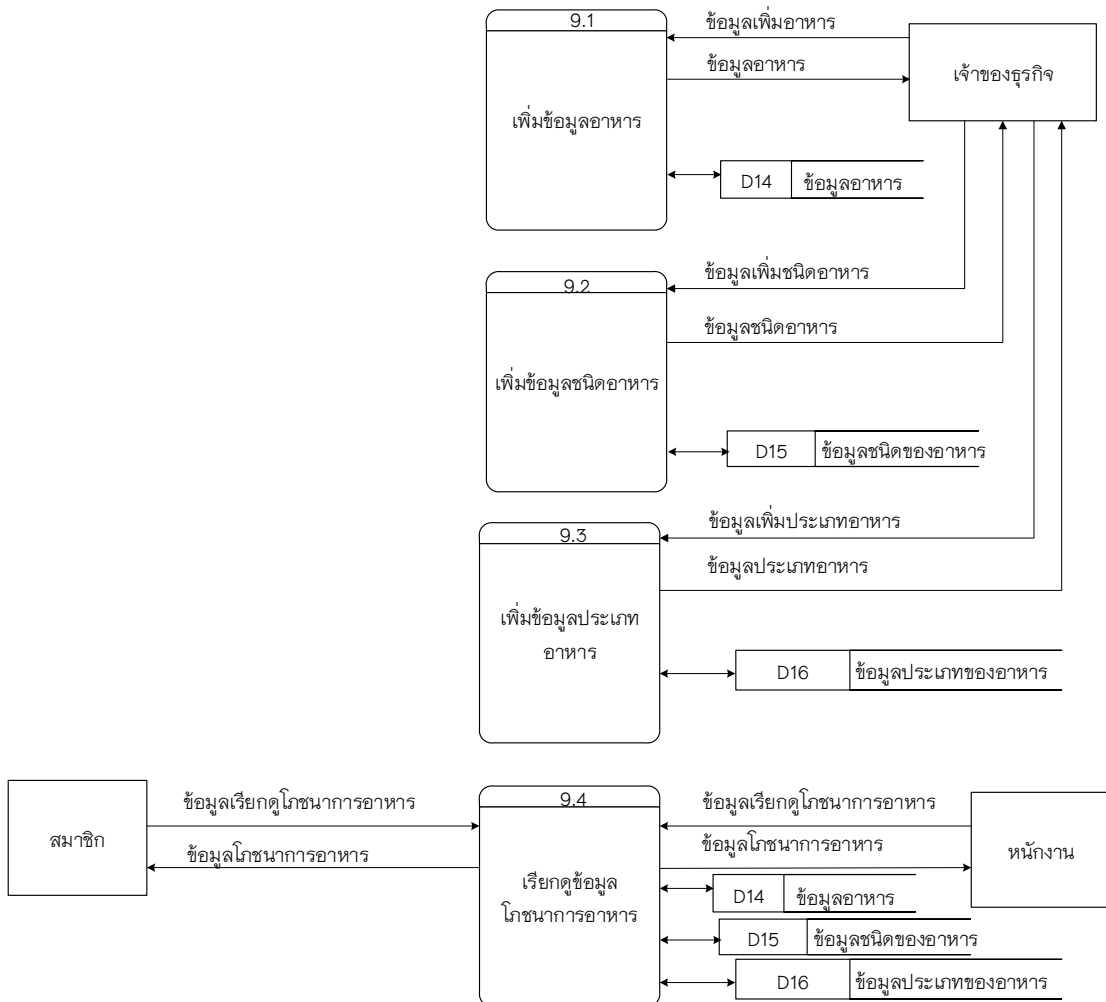 9.1
ข้อมูลเพิ่มอาหาร
ข้อมูลอาหาร
เจ้าของธุรกิจ
เพิ่มข้อมูลอาหาร
D14
ข้อมูลอาหาร
9.2
ข้อมูลเพิ่มชนิดอาหาร
ข้อมูลชนิดอาหาร
เพิ่มข้อมูลชนิดอาหาร
D15
ข้อมูลชนิดของอาหาร
9.3
ข้อมูลเพิ่มประเภทอาหาร
ข้อมูลประเภทอาหาร
เพิ่มข้อมูลประเภท
อาหาร
D16
ข้อมูลประเภทของอาหาร
สมาชิก
ข้อมูลเรียกดูโภชนาการอาหาร
ข้อมูลโภชนาการอาหาร
9.4
เรียกดูข้อมูล
โภชนาการอาหาร
ข้อมูลเรียกดูโภชนาการอาหาร
ข้อมูลโภชนาการอาหาร
หนักงาน
D14
ข้อมูลอาหาร
D15
ข้อมูลชนิดของอาหาร
D16
ข้อมูลประเภทของอาหาร